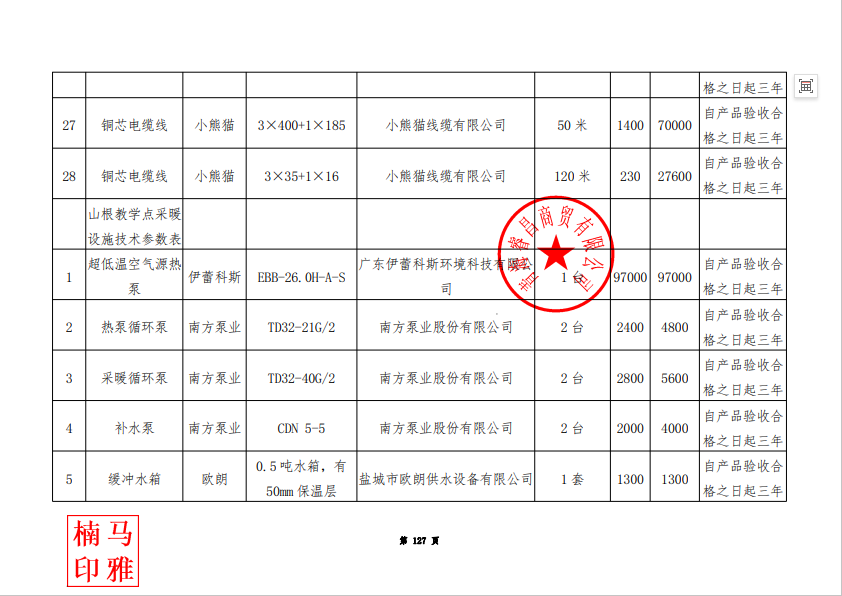 格之日起三年
27 铜芯电缆线 小熊猫 3×400+1×185 小熊猫线缆有限公司 50 米 1400 70000 自产品验收合
格之日起三年
28 铜芯电缆线 小熊猫 3×35+1×16 小熊猫线缆有限公司 120 米 230 27600 自产品验收合
格之日起三年
山根教学点采暖
设施技术参数表
1 超低温空气源热
泵 伊蕾科斯 EBB-26.0H-A-S 广东伊蕾科斯环境科技有限公
司 1 台 97000 97000 自产品验收合
格之日起三年
2 热泵循环泵 南方泵业 TD32-21G/2 南方泵业股份有限公司 2 台 2400 4800 自产品验收合
格之日起三年
3 采暖循环泵 南方泵业 TD32-40G/2 南方泵业股份有限公司 2 台 2800 5600 自产品验收合
格之日起三年
4 补水泵 南方泵业 CDN 5-5 南方泵业股份有限公司 2 台 2000 4000 自产品验收合
格之日起三年
5 缓冲水箱 欧朗 0.5 吨水箱，有
50mm 保温层 盐城市欧朗供水设备有限公司 1 套 1300 1300 自产品验收合
格之日起三年
睿昌商贸有限公司
楠马
印雅
第 127 页